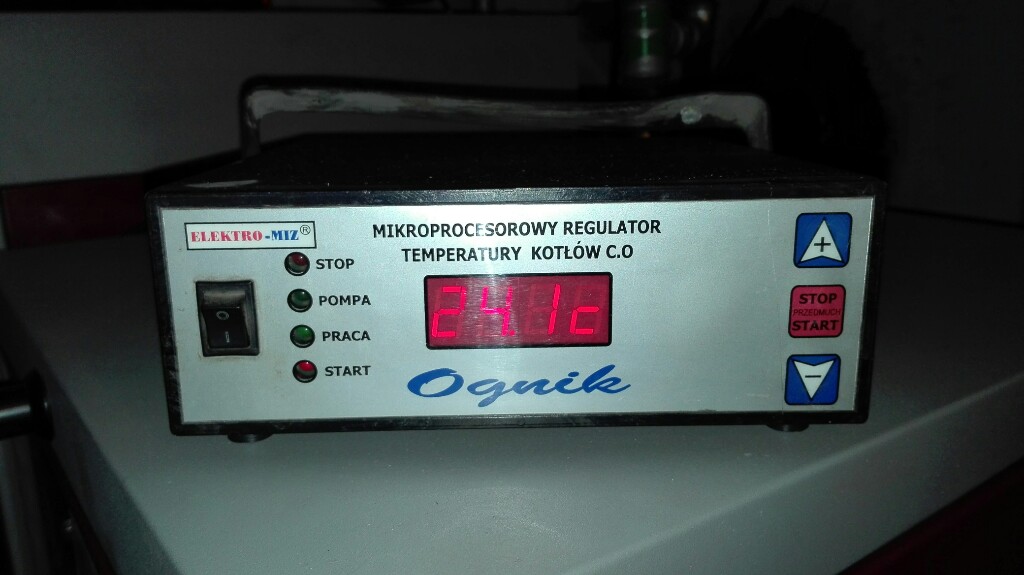 ELEKTRO-MIZ®
MIKROPROCESOROWY REGULATOR
TEMPERATURY KOTŁÓW C.O
STOP
POMPA
PRACA
START
24.1c
Ognik
+
STOP
PRZEDMUCH
START
-